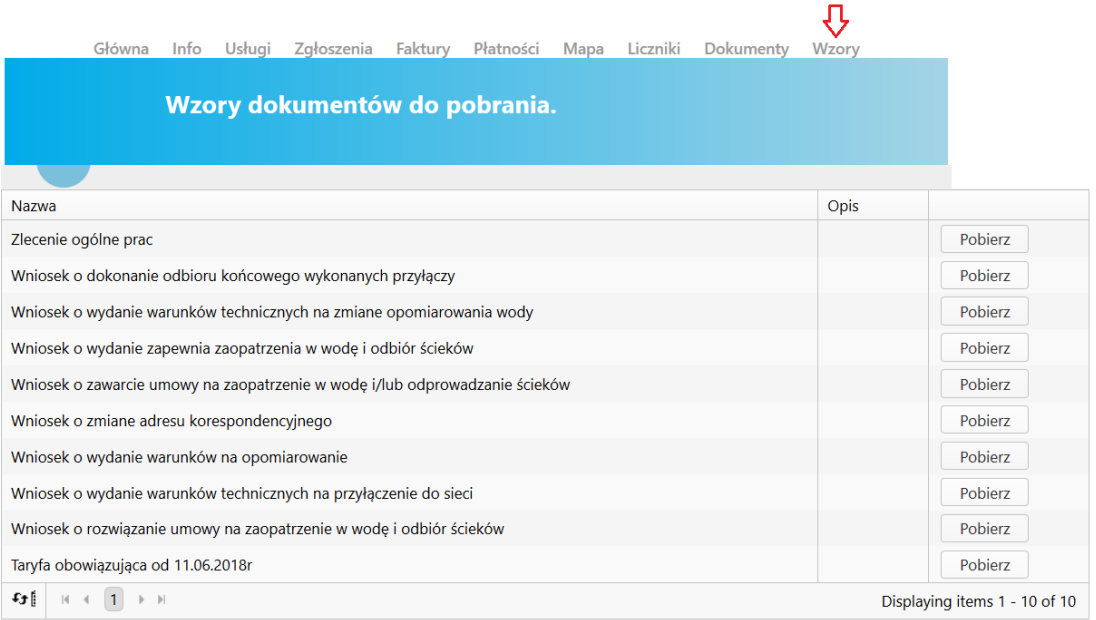 Główna Info Usługi Zgłoszenia Faktury Płatności Mapa Liczniki Dokumenty Wzory
Wzory dokumentów do pobrania.
Nazwa Opis
Zlecenie ogólne prac Pobierz
Wniosek o dokonanie odbioru końcowego wykonanych przyłączy Pobierz
Wniosek o wydanie warunków technicznych na zmiane opomiarowania wody Pobierz
Wniosek o wydanie zapewnia zaopatrzenia w wodę i odbiór ścieków Pobierz
Wniosek o zawarcie umowy na zaopatrzenie w wodę i/lub odprowadzanie ścieków Pobierz
Wniosek o zmiane adresu korespondencyjnego Pobierz
Wniosek o wydanie warunków na opomiarowanie Pobierz
Wniosek o wydanie warunków technicznych na przyłączenie do sieci Pobierz
Wniosek o rozwiązanie umowy na zaopatrzenie w wodę i odbiór ścieków Pobierz
Taryfa obowiązująca od 11.06.2018r Pobierz
1 Displaying items 1 - 10 of 10